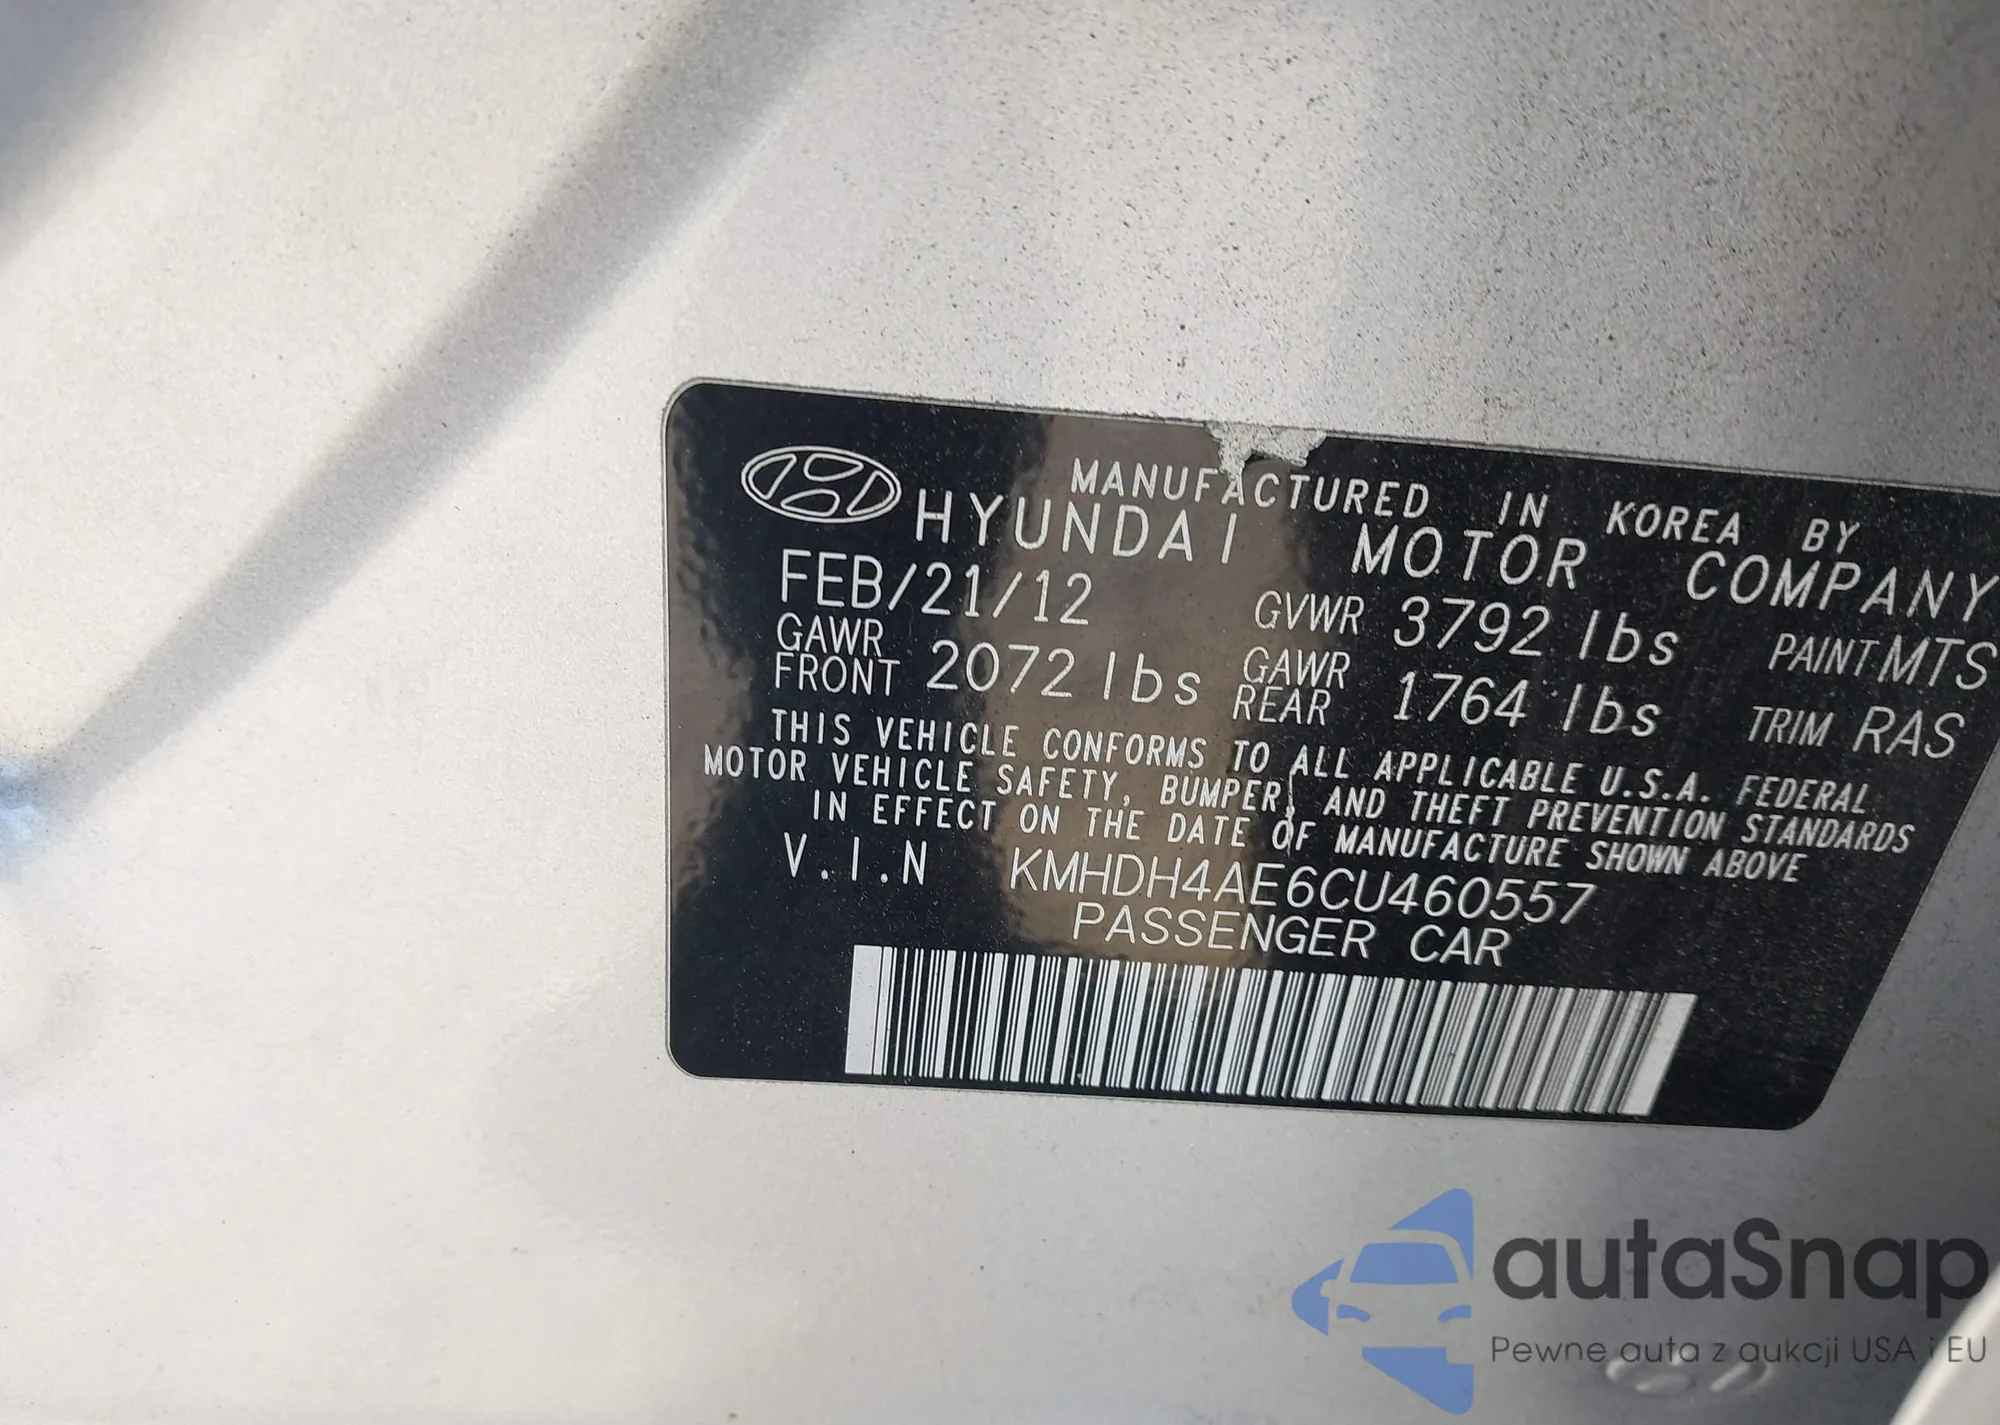 MANUFACTURED IN KOREA BY
HYUNDAI MOTOR COMPANY
FEB/21/12 GVWR 3792 lbs PAINT MTS
GAWR FRONT 2072 lbs GAWR REAR 1764 lbs TRIM RAS
THIS VEHICLE CONFORMS TO ALL APPLICABLE U.S.A. FEDERAL
MOTOR VEHICLE SAFETY, BUMPER, AND THEFT PREVENTION STANDARDS
IN EFFECT ON THE DATE OF MANUFACTURE SHOWN ABOVE
V.I.N KMHDH4AE6CU460557
PASSENGER CAR
autaSnap
Pewne auta z aukcji USA i EU